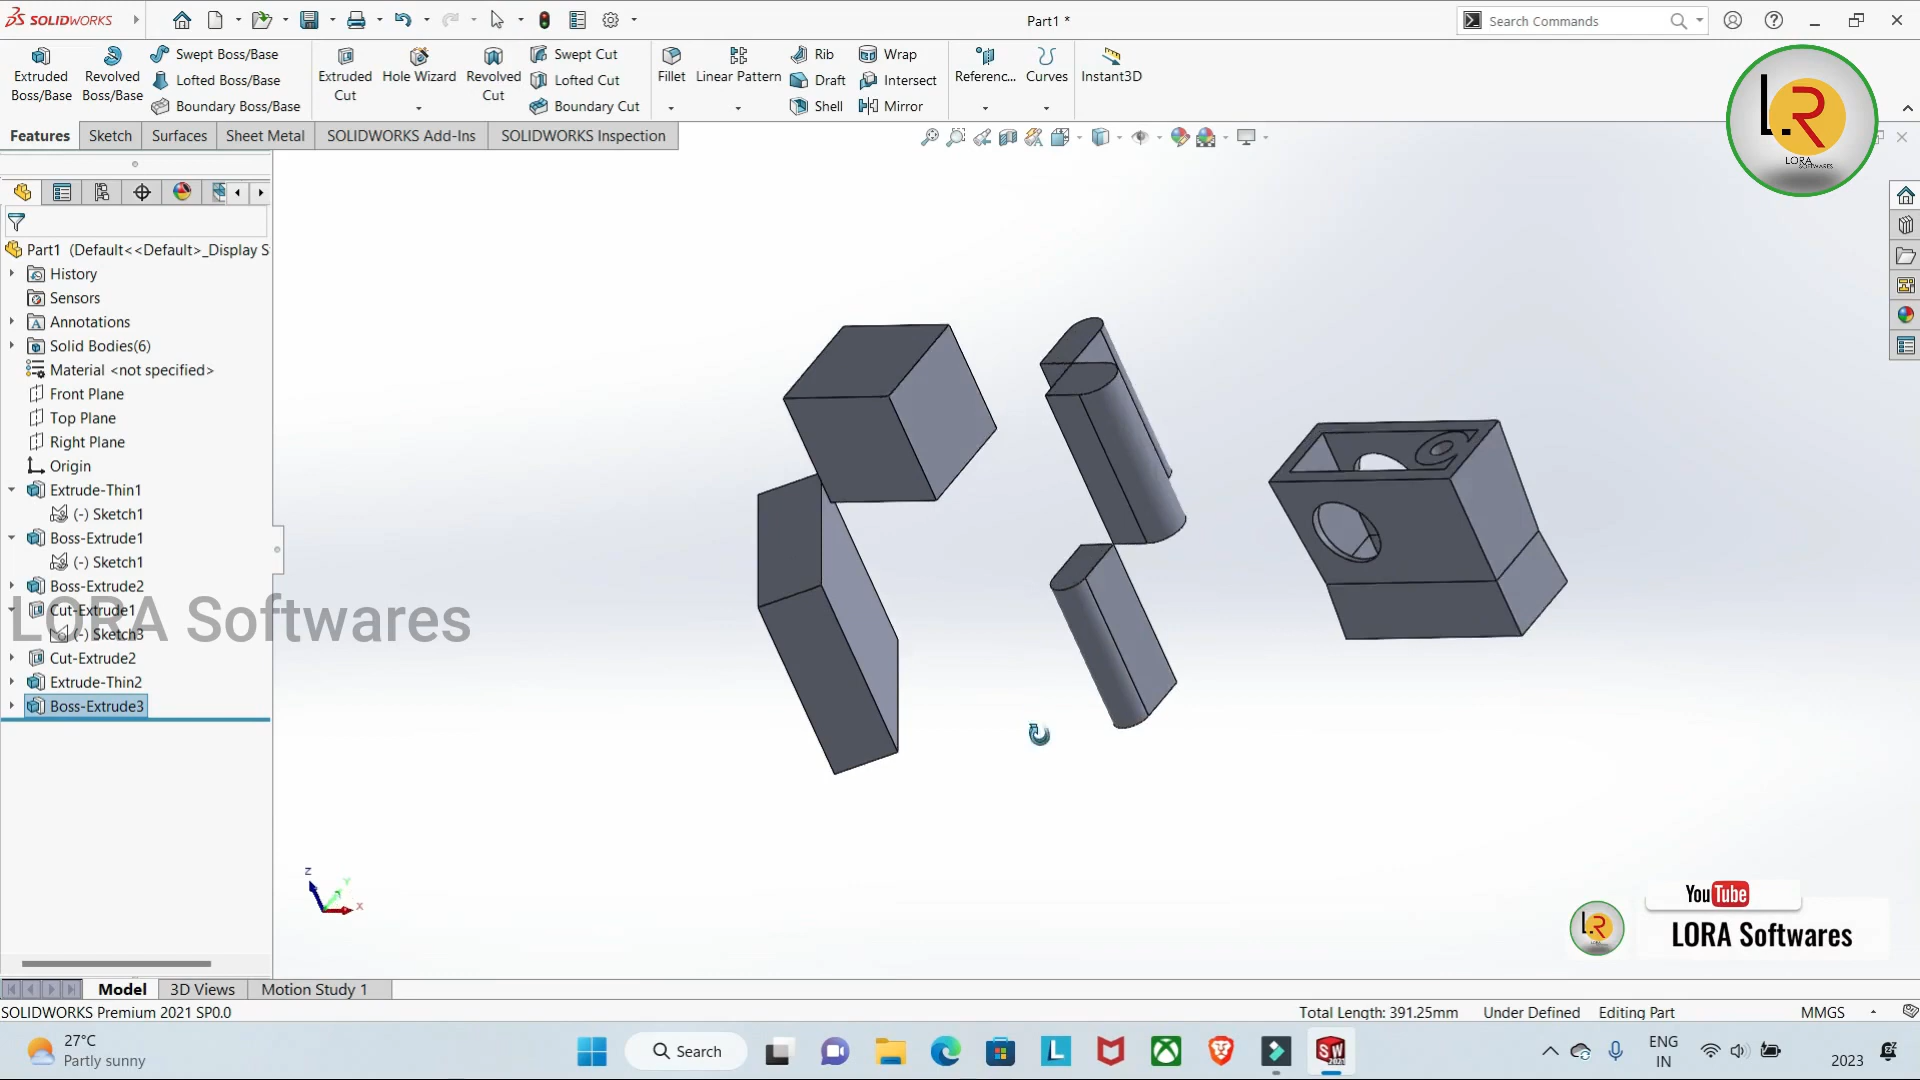 SOLIDWORKS
Part1 *
Search Commands
Extruded Boss/Base
Revolved Boss/Base
Swept Boss/Base
Lofted Boss/Base
Boundary Boss/Base
Extruded Cut
Hole Wizard
Revolved Cut
Swept Cut
Lofted Cut
Boundary Cut
Fillet
Linear Pattern
Rib
Draft
Shell
Wrap
Intersect
Mirror
Referenc...
Curves
Instant3D
Features
Sketch
Surfaces
Sheet Metal
SOLIDWORKS Add-Ins
SOLIDWORKS Inspection
L.R
LORA
SOFTWARES
Part1 (Default<<Default>_Display S
History
Sensors
Annotations
Solid Bodies(6)
Material <not specified>
Front Plane
Top Plane
Right Plane
Origin
Extrude-Thin1
(-) Sketch1
Boss-Extrude1
(-) Sketch1
Boss-Extrude2
Cut-Extrude1
(-) Sketch3
LORA Softwares
Cut-Extrude2
Extrude-Thin2
Boss-Extrude3
Z
Y
X
YouTube
LORA Softwares
Model
3D Views
Motion Study 1
SOLIDWORKS Premium 2021 SP0.0
Total Length: 391.25mm
Under Defined
Editing Part
MMGS
27°C
Partly sunny
Search
L
SW
2021
ENG
IN
2023